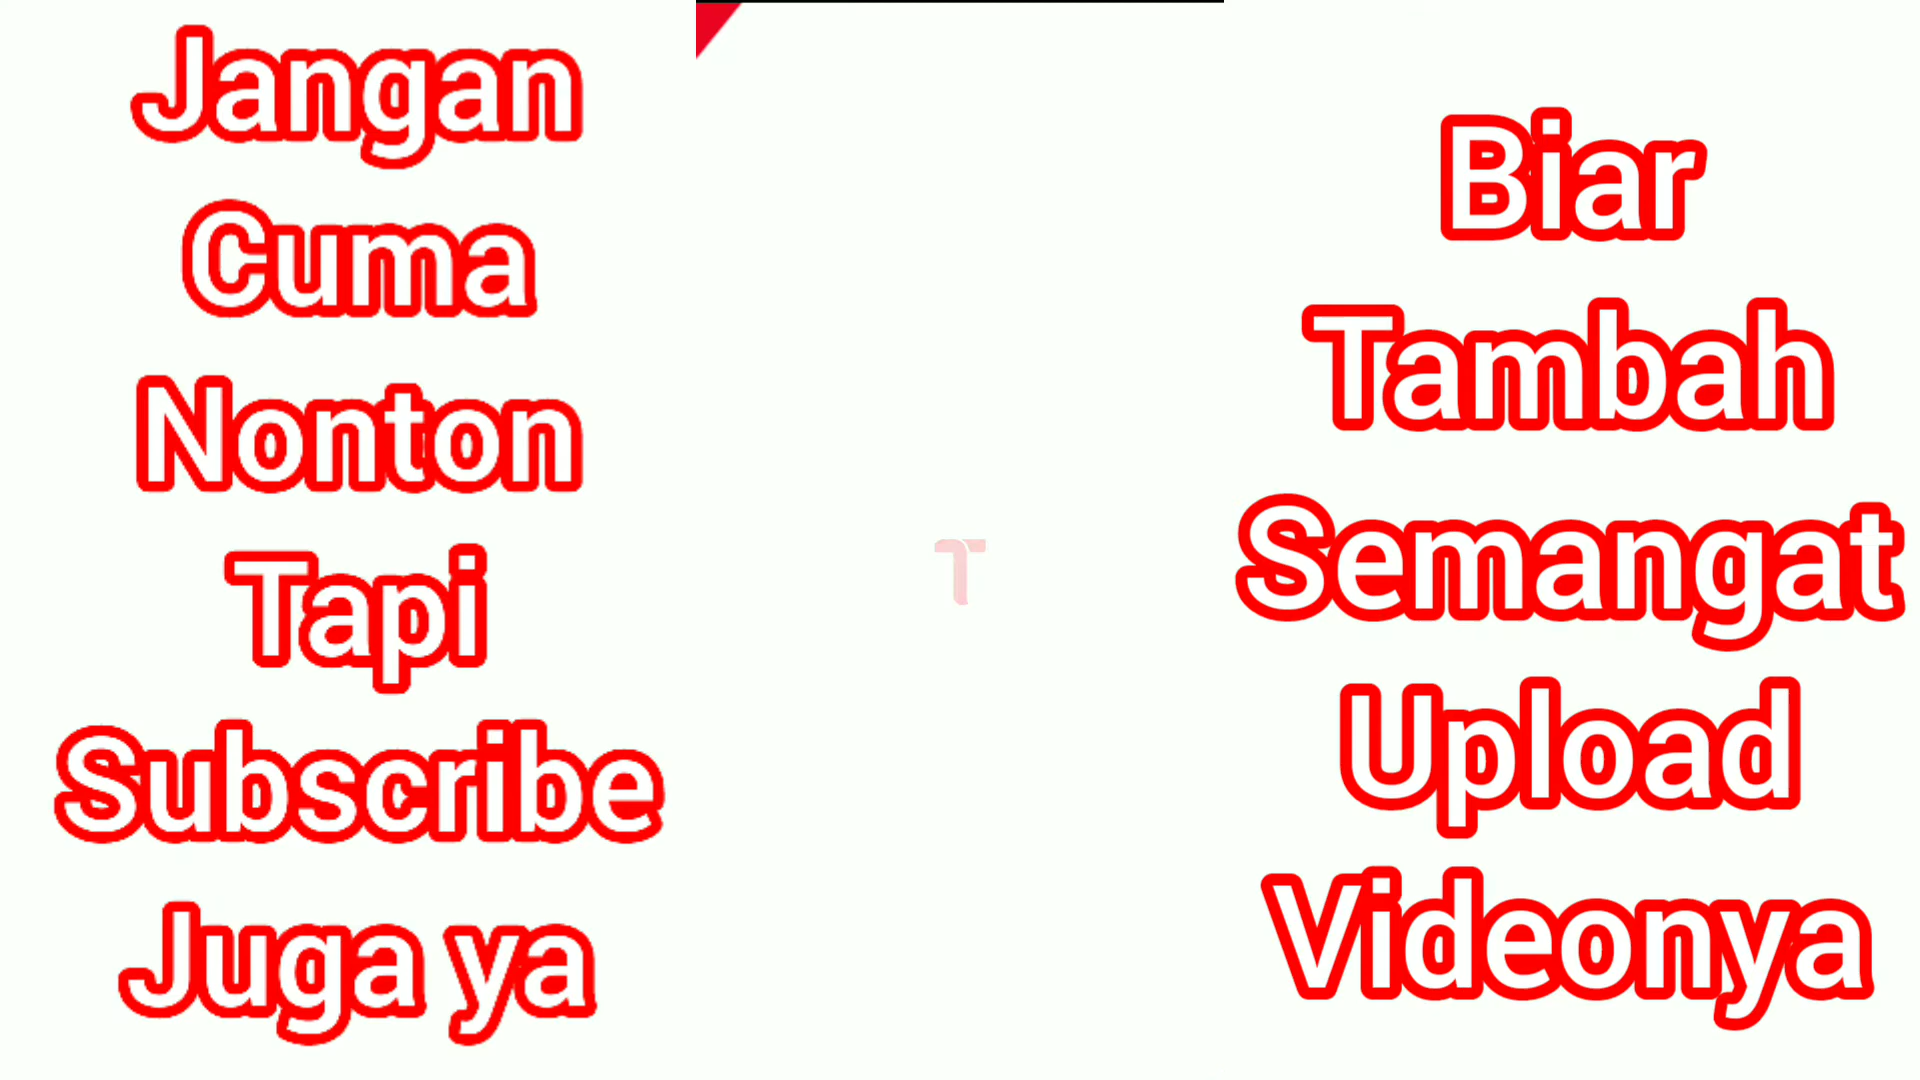 Jangan
Cuma
Nonton
Tapi
Subscribe
Juga ya
T
Biar
Tambah
Semangat
Upload
Videonya